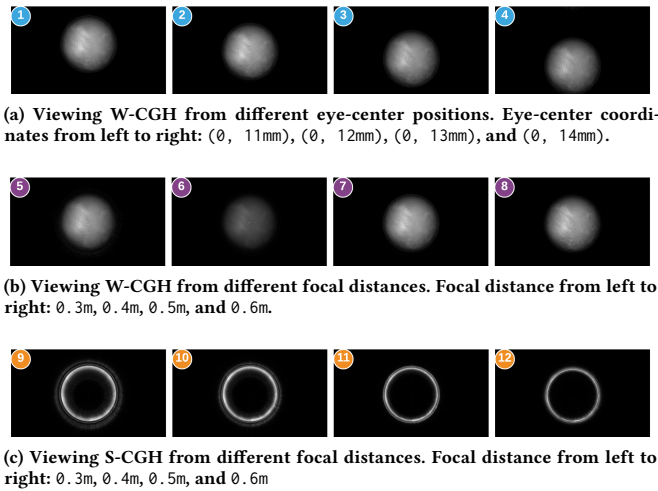 1 2 3 4
(a) Viewing W-CGH from different eye-center positions. Eye-center coordi-
nates from left to right: (0, 11mm), (0, 12mm), (0, 13mm), and (0, 14mm).
5 6 7 8
(b) Viewing W-CGH from different focal distances. Focal distance from left to
right: 0.3m, 0.4m, 0.5m, and 0.6m.
9 10 11 12
(c) Viewing S-CGH from different focal distances. Focal distance from left to
right: 0.3m, 0.4m, 0.5m, and 0.6m